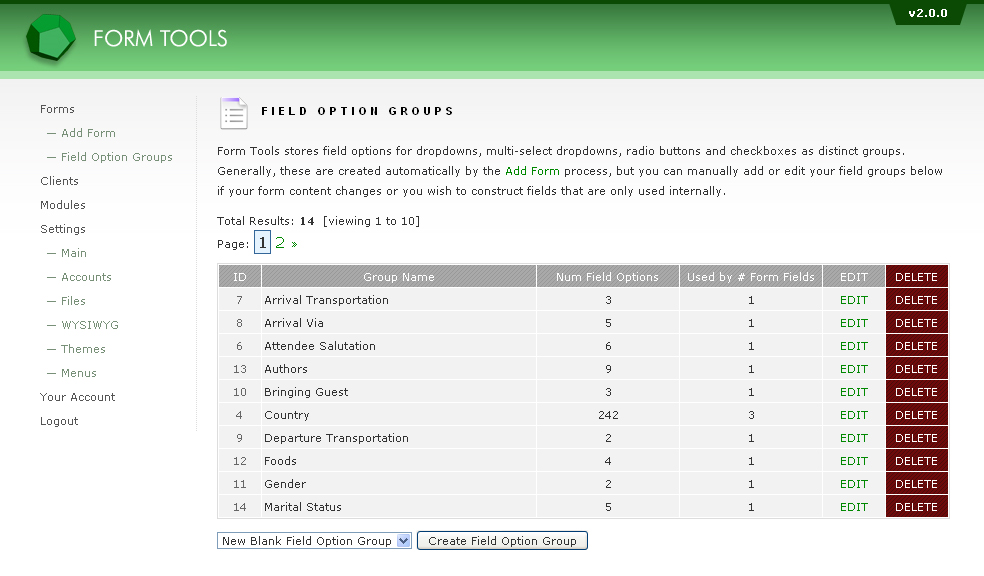 v2.0.0
FORM TOOLS
Forms
— Add Form
— Field Option Groups
Clients
Modules
Settings
— Main
— Accounts
— Files
— WYSIWYG
— Themes
— Menus
Your Account
Logout
FIELD OPTION GROUPS
Form Tools stores field options for dropdowns, multi-select dropdowns, radio buttons and checkboxes as distinct groups.
Generally, these are created automatically by the Add Form process, but you can manually add or edit your field groups below
if your form content changes or you wish to construct fields that are only used internally.
Total Results: 14 [viewing 1 to 10]
Page: 1 2 »
ID Group Name Num Field Options Used by # Form Fields EDIT DELETE
7 Arrival Transportation 3 1 EDIT DELETE
8 Arrival Via 5 1 EDIT DELETE
6 Attendee Salutation 6 1 EDIT DELETE
13 Authors 9 1 EDIT DELETE
10 Bringing Guest 3 1 EDIT DELETE
4 Country 242 3 EDIT DELETE
9 Departure Transportation 2 1 EDIT DELETE
12 Foods 4 1 EDIT DELETE
11 Gender 2 1 EDIT DELETE
14 Marital Status 5 1 EDIT DELETE
New Blank Field Option Group Create Field Option Group